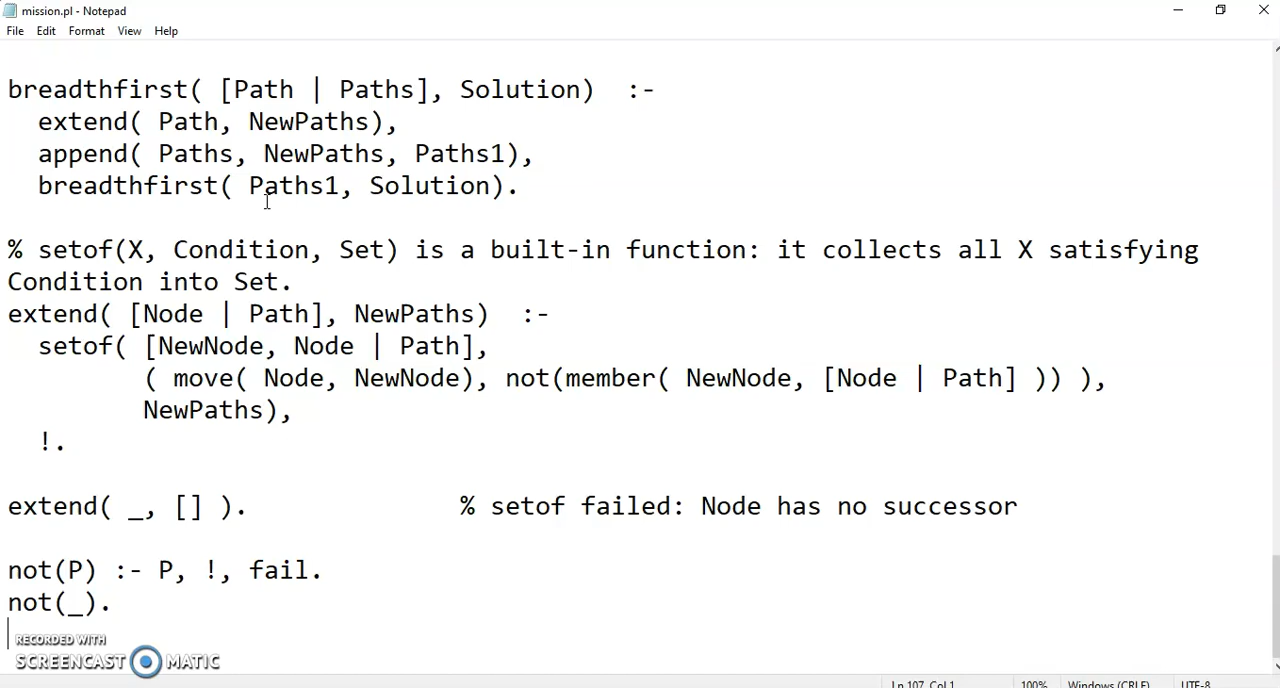 mission.pl - Notepad
File Edit Format View Help
breadthfirst( [Path | Paths], Solution)  :-
  extend( Path, NewPaths),
  append( Paths, NewPaths, Paths1),
  breadthfirst( Paths1, Solution).
% setof(X, Condition, Set) is a built-in function: it collects all X satisfying
Condition into Set.
extend( [Node | Path], NewPaths)  :-
  setof( [NewNode, Node | Path],
         ( move( Node, NewNode), not(member( NewNode, [Node | Path] )) ),
         NewPaths),
  !.
extend( _, [] ).              % setof failed: Node has no successor
not(P) :- P, !, fail.
not(_).
RECORDED WITH
SCREENCAST MATIC
Ln 107, Col 1 100% Windows (CRLF) UTF-8